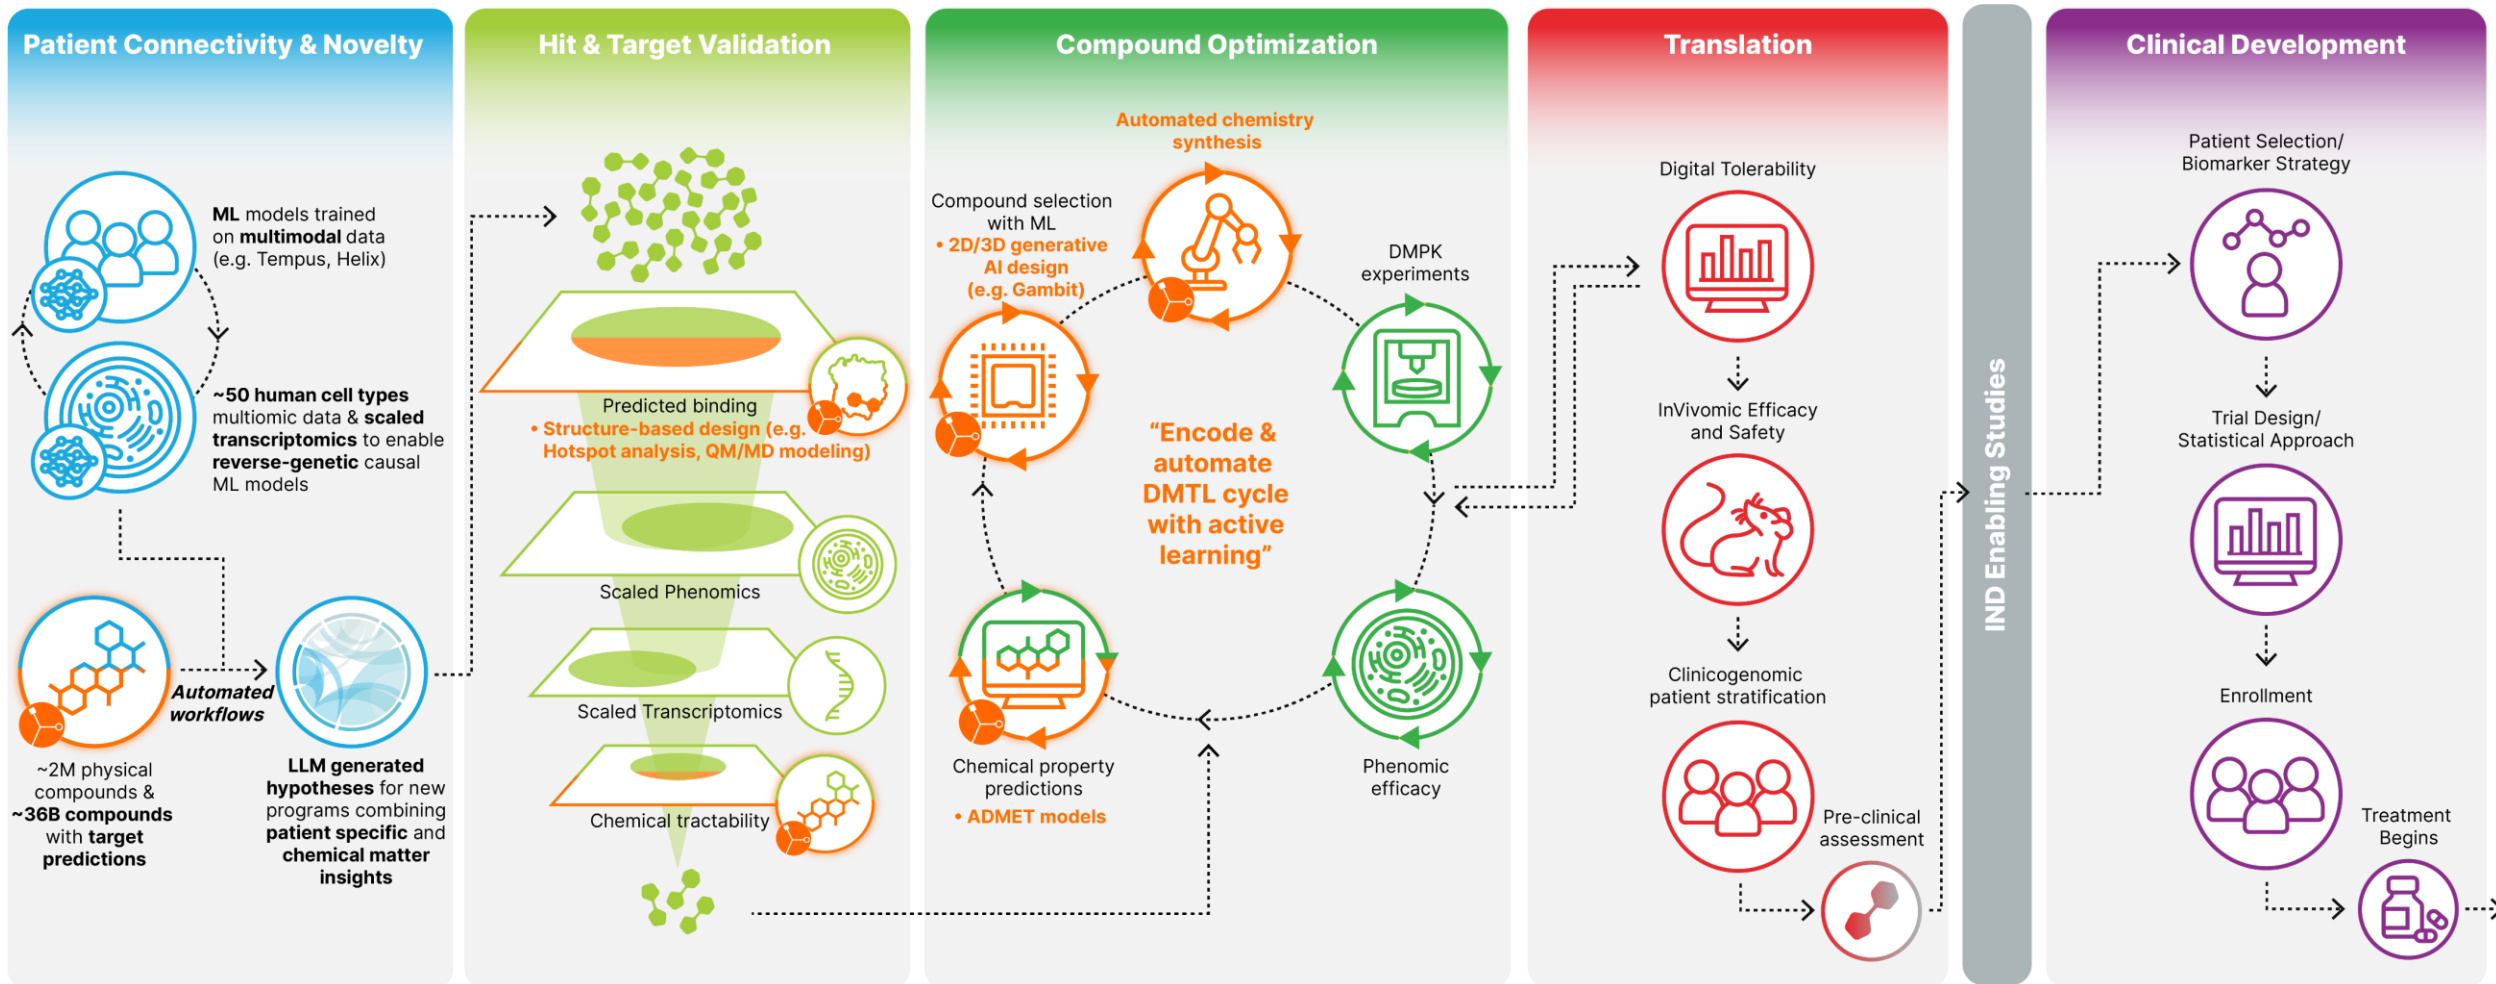 Patient Connectivity & Novelty
ML models trained
on multimodal data
(e.g. Tempus, Helix)
~50 human cell types
multiomic data & scaled
transcriptomics to enable
reverse-genetic causal
ML models
Automated
workflows
~2M physical
compounds &
~36B compounds
with target
predictions
LLM generated
hypotheses for new
programs combining
patient specific and
chemical matter
insights
Hit & Target Validation
Predicted binding
• Structure-based design (e.g.
Hotspot analysis, QM/MD modeling)
Scaled Phenomics
Scaled Transcriptomics
Chemical tractability
Compound Optimization
Automated chemistry
synthesis
Compound selection
with ML
• 2D/3D generative
AI design
(e.g. Gambit)
DMPK
experiments
“Encode &
automate
DMTL cycle
with active
learning”
Chemical property
predictions
• ADMET models
Phenomic
efficacy
Translation
Digital Tolerability
InVivomic Efficacy
and Safety
Clinicogenomic
patient stratification
Pre-clinical
assessment
IND Enabling Studies
Clinical Development
Patient Selection/
Biomarker Strategy
Trial Design/
Statistical Approach
Enrollment
Treatment
Begins